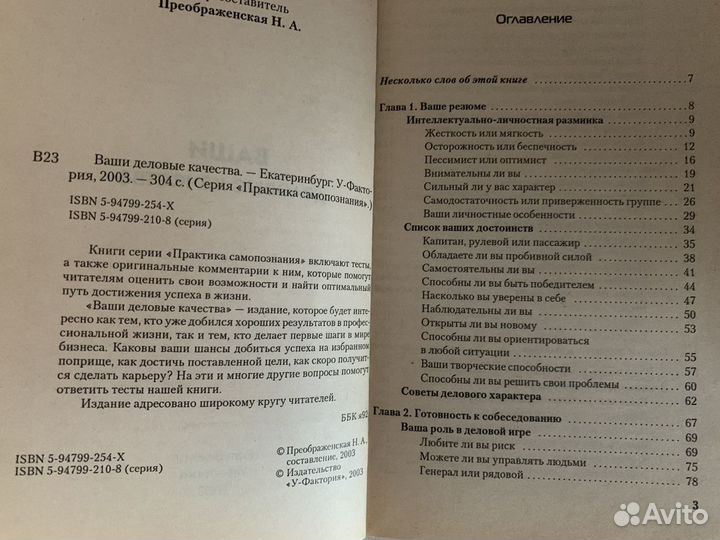 составитель
Преображенская Н. А.
В23
Ваши деловые качества. — Екатеринбург: У-Факто-
рия, 2003. — 304 с. (Серия «Практика самопознания».)
ISBN 5-94799-254-X
ISBN 5-94799-210-8 (серия)
Книги серии «Практика самопознания» включают тесты,
а также оригинальные комментарии к ним, которые помогут
читателям оценить свои возможности и найти оптимальный
путь достижения успеха в жизни.
«Ваши деловые качества» — издание, которое будет инте-
ресно как тем, кто уже добился хороших результатов в профес-
сиональной жизни, так и тем, кто делает первые шаги в мире
бизнеса. Каковы ваши шансы добиться успеха на избранном
поприще, как достичь поставленной цели, как скоро получит-
ся сделать карьеру? На эти и многие другие вопросы помогут
ответить тесты нашей книги.
Издание адресовано широкому кругу читателей.
ББК я92
ISBN 5-94799-254-X
ISBN 5-94799-210-8 (серия)
© Преображенская Н. А.,
составление, 2003
© Издательство
«У-Фактория», 2003
Оглавление
Несколько слов об этой книге 7
Глава 1. Ваше резюме 8
Интеллектуально-личностная разминка 9
Жесткость или мягкость 9
Осторожность или беспечность 12
Пессимист или оптимист 16
Внимательны ли вы 19
Сильный ли у вас характер 21
Самодостаточность или приверженность группе 26
Ваши личностные особенности 29
Список ваших достоинств 34
Капитан, рулевой или пассажир 35
Обладаете ли вы пробивной силой 38
Самостоятельны ли вы 41
Способны ли вы быть победителем 44
Насколько вы уверены в себе 47
Наблюдательны ли вы 50
Открыты ли вы новому 53
Способны ли вы ориентироваться
в любой ситуации 55
Ваши творческие способности 57
Способны ли вы решить свои проблемы 60
Советы делового характера 62
Глава 2. Готовность к собеседованию 67
Ваша роль в деловой игре 69
Любите ли вы риск 69
Можете ли вы управлять людьми 75
Генерал или рядовой 78
3
Avito